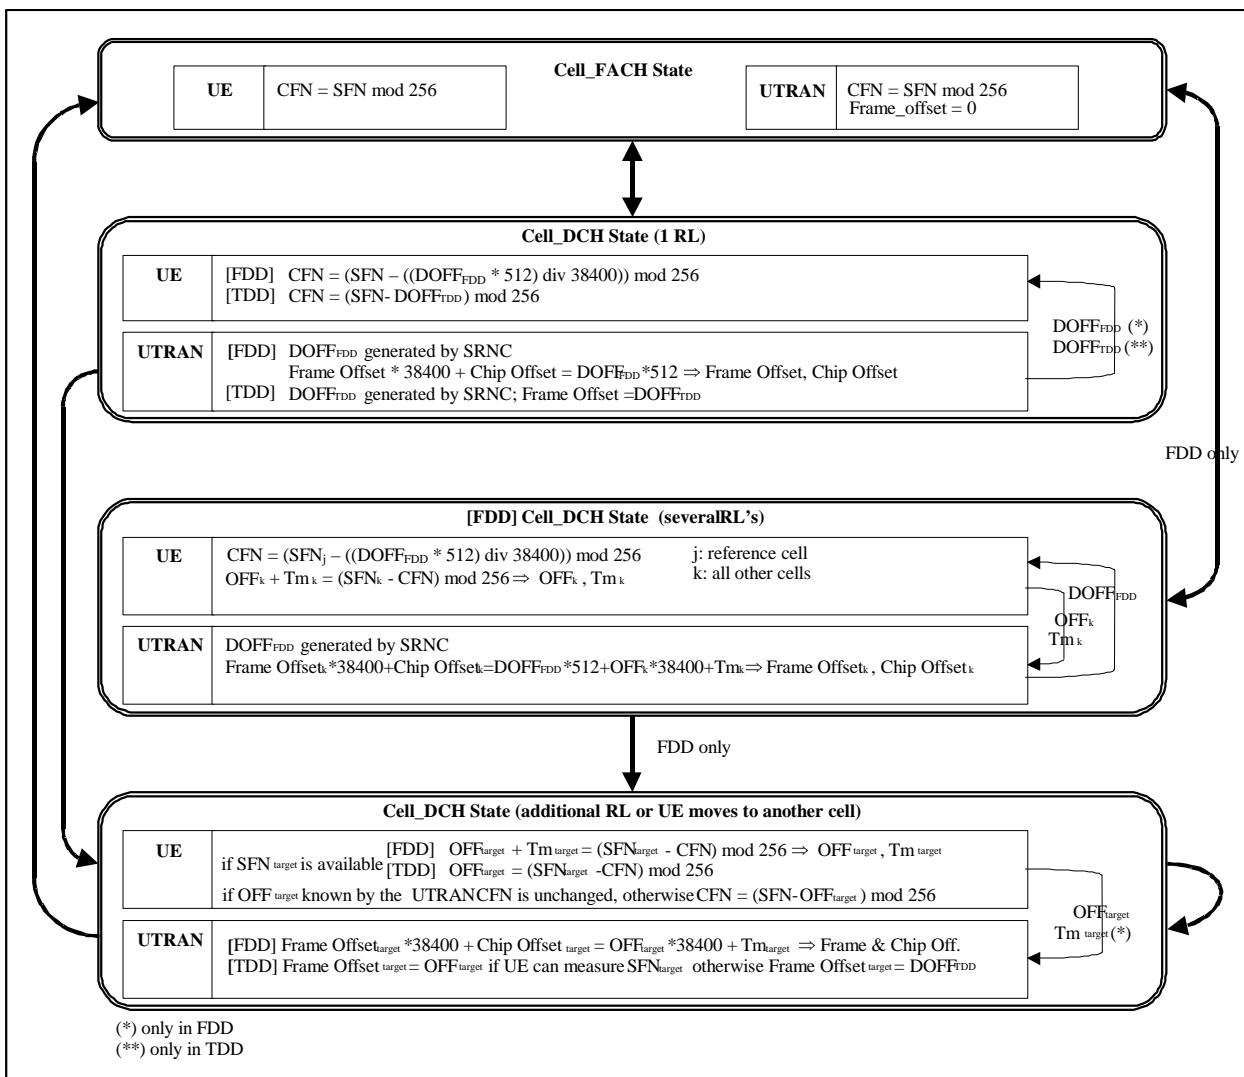 Cell_FACH State
UE CFN = SFN mod 256
UTRAN CFN = SFN mod 256
Frame_offset = 0
Cell_DCH State (1 RL)
UE [FDD] CFN = (SFN – ((DOFFFDD * 512) div 38400)) mod 256
[TDD] CFN = (SFN- DOFFTDD) mod 256
UTRAN [FDD] DOFFFDD generated by SRNC
Frame Offset * 38400 + Chip Offset = DOFFFDD*512 ⇒ Frame Offset, Chip Offset
[TDD] DOFFTDD generated by SRNC; Frame Offset =DOFFTDD
DOFFFDD (*)
DOFFTDD (**)
FDD only
[FDD] Cell_DCH State (severalRL's)
UE CFN = (SFNj – ((DOFFFDD * 512) div 38400)) mod 256
OFFk + Tmk = (SFNk - CFN) mod 256 ⇒ OFFk , Tmk
j: reference cell
k: all other cells
UTRAN DOFFFDD generated by SRNC
Frame Offsetk*38400+Chip Offsetk=DOFFFDD*512+OFFk*38400+Tmk⇒ Frame Offsetk, Chip Offsetk
DOFFFDD
OFFk
Tmk
FDD only
Cell_DCH State (additional RL or UE moves to another cell)
UE if SFN target is available [FDD] OFFtarget + Tm target = (SFNtarget - CFN) mod 256 ⇒ OFF target , Tm target
[TDD] OFFtarget = (SFNtarget -CFN) mod 256
if OFF target known by the UTRAN CFN is unchanged, otherwise CFN = (SFN-OFFtarget) mod 256
UTRAN [FDD] Frame Offsettarget *38400 + Chip Offset target = OFFtarget *38400 + Tmtarget ⇒ Frame & Chip Off.
[TDD] Frame Offset target = OFF target if UE can measure SFNtarget otherwise Frame Offset target = DOFFTDD
OFFtarget
Tm target (*)
(*) only in FDD
(**) only in TDD